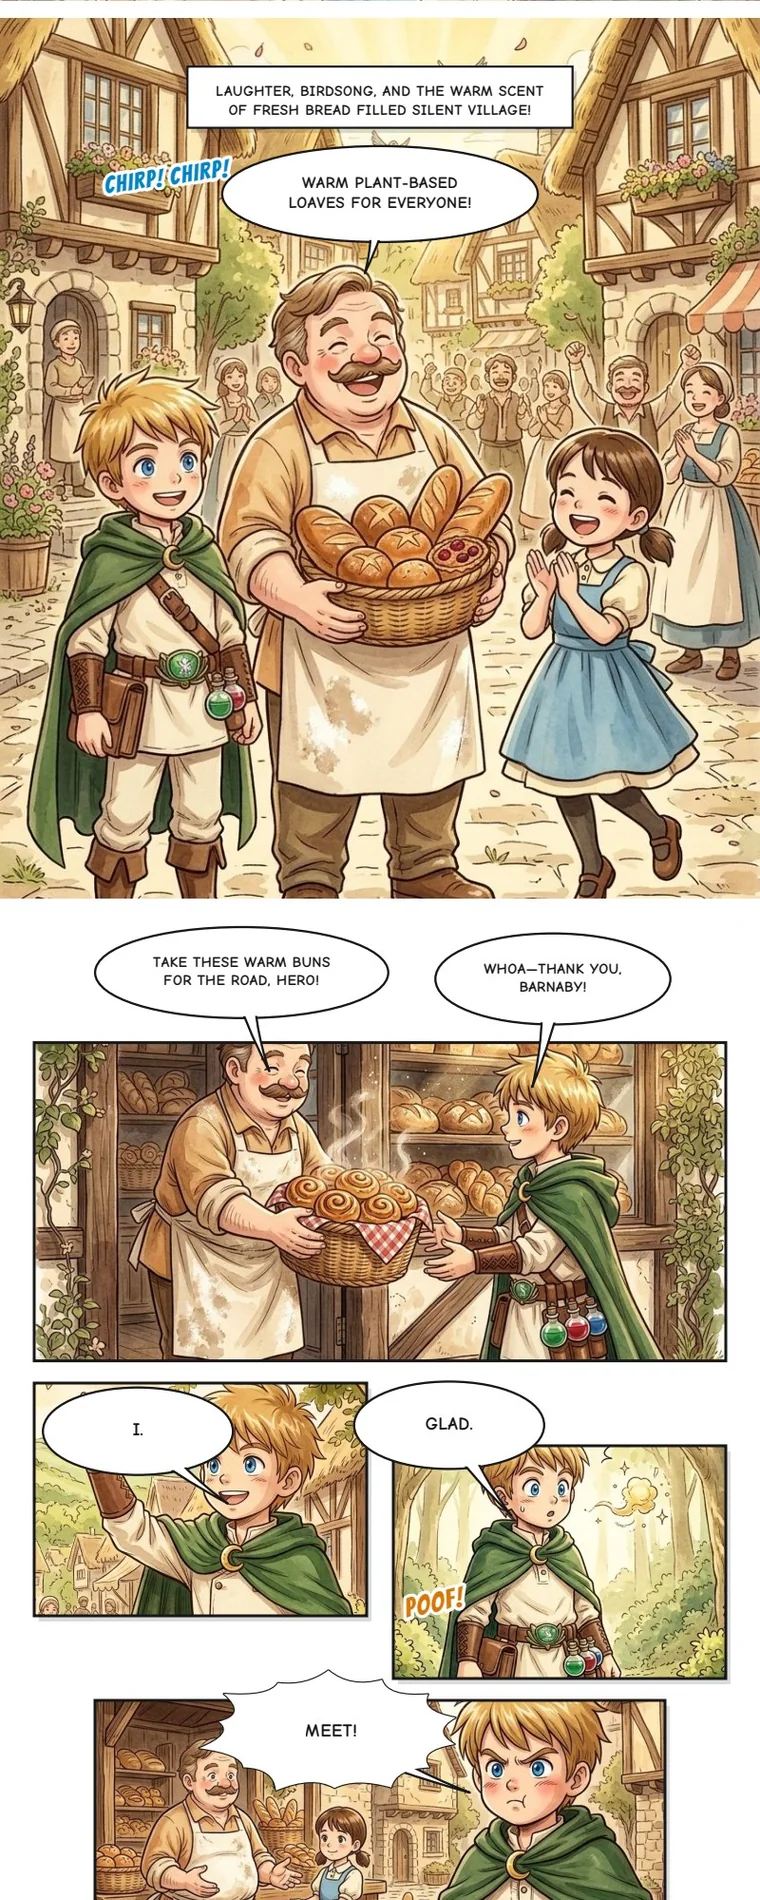 LAUGHTER, BIRDSONG, AND THE WARM SCENT
OF FRESH BREAD FILLED SILENT VILLAGE!
CHIRP! CHIRP!
WARM PLANT-BASED
LOAVES FOR EVERYONE!
TAKE THESE WARM BUNS
FOR THE ROAD, HERO!
WHOA—THANK YOU,
BARNABY!
I.
GLAD.
POOF!
MEET!